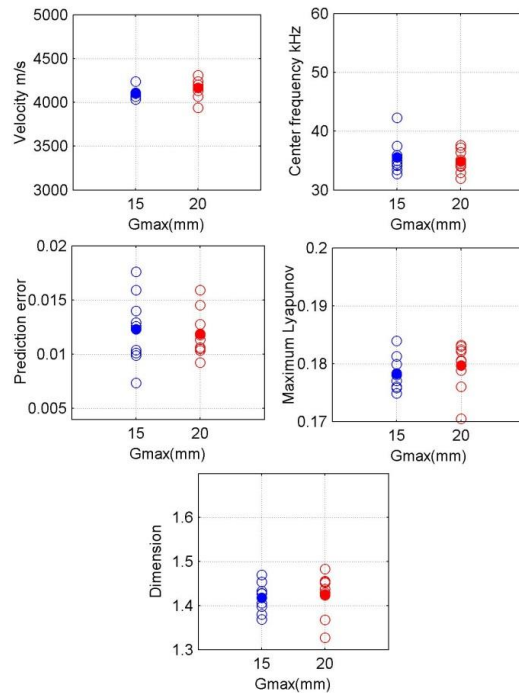 Velocity m/s
5000
4500
4000
3500
3000
15 20
Gmax(mm)
Center frequency kHz
60
50
40
30
15 20
Gmax(mm)
Prediction error
0.02
0.015
0.01
0.005
15 20
Gmax(mm)
Maximum Lyapunov
0.2
0.19
0.18
0.17
15 20
Gmax(mm)
Dimension
1.6
1.5
1.4
1.3
15 20
Gmax(mm)